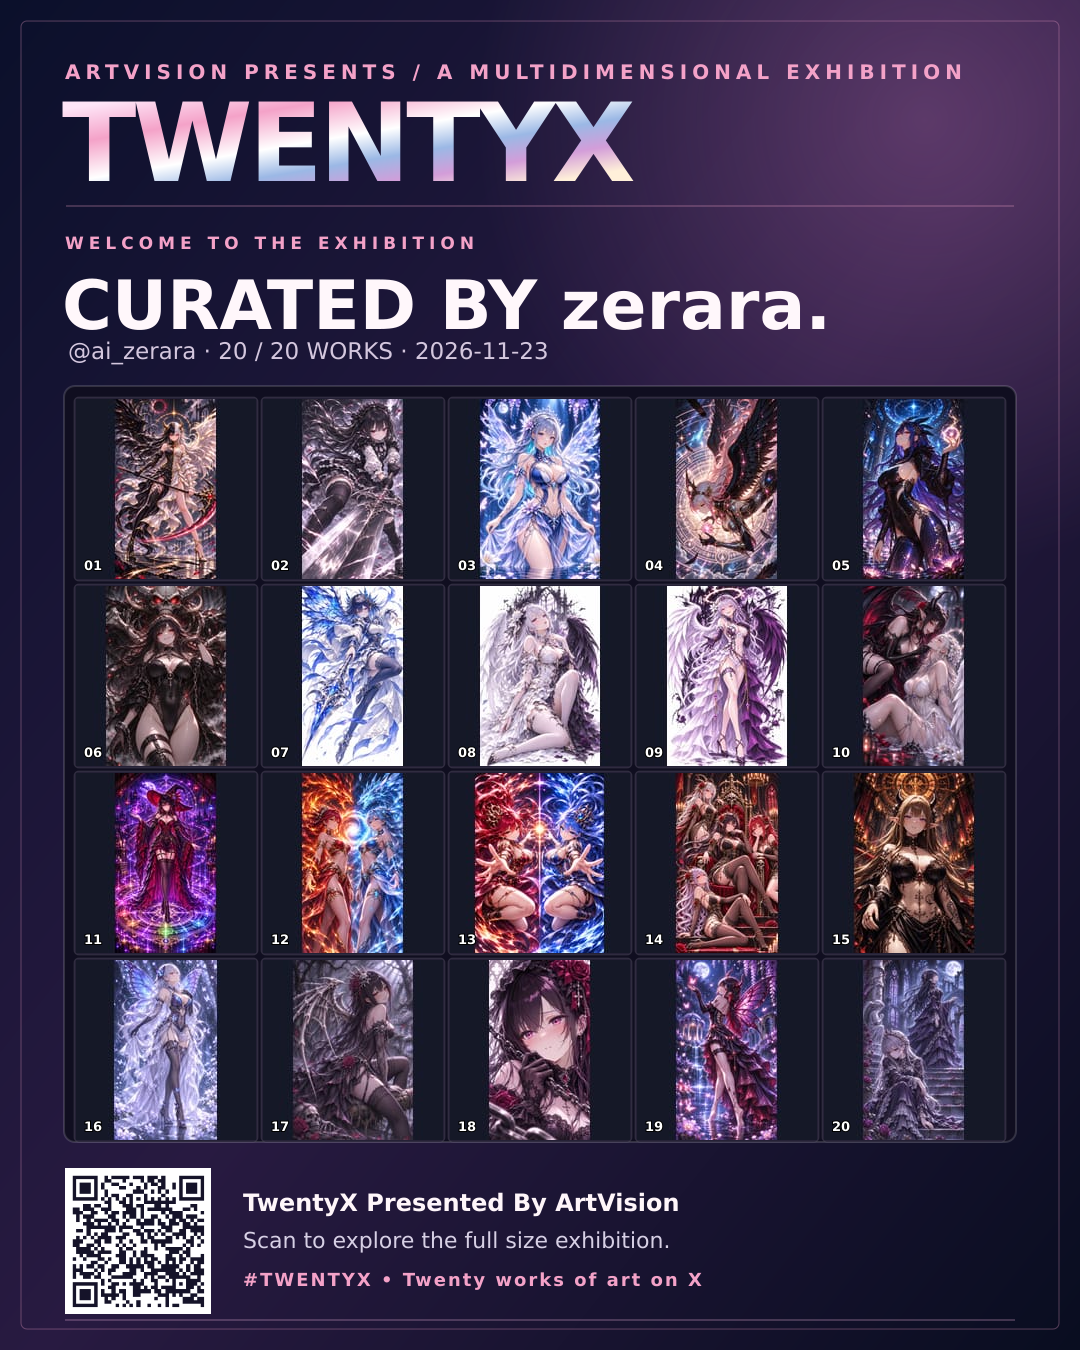 ARTVISION PRESENTS / A MULTIDIMENSIONAL EXHIBITION
TWENTYX
WELCOME TO THE EXHIBITION
CURATED BY zerara.
@ai_zerara · 20 / 20 WORKS · 2026-11-23
01 02 03 04 05
06 07 08 09 10
11 12 13 14 15
16 17 18 19 20
TwentyX Presented By ArtVision
Scan to explore the full size exhibition.
#TWENTYX • Twenty works of art on X